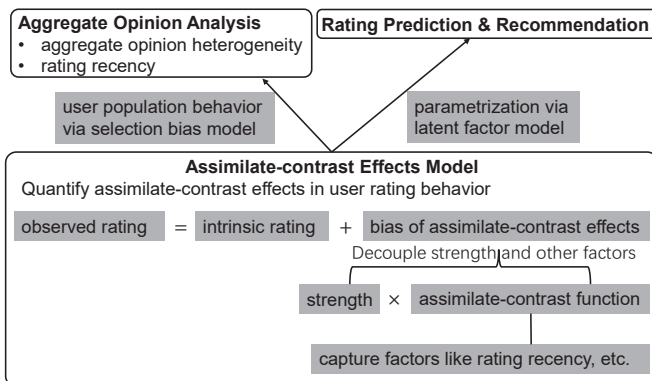 Aggregate Opinion Analysis
• aggregate opinion heterogeneity
• rating recency
Rating Prediction & Recommendation
user population behavior
via selection bias model
parametrization via
latent factor model
Assimilate-contrast Effects Model
Quantify assimilate-contrast effects in user rating behavior
observed rating = intrinsic rating + bias of assimilate-contrast effects
Decouple strength and other factors
strength × assimilate-contrast function
capture factors like rating recency, etc.